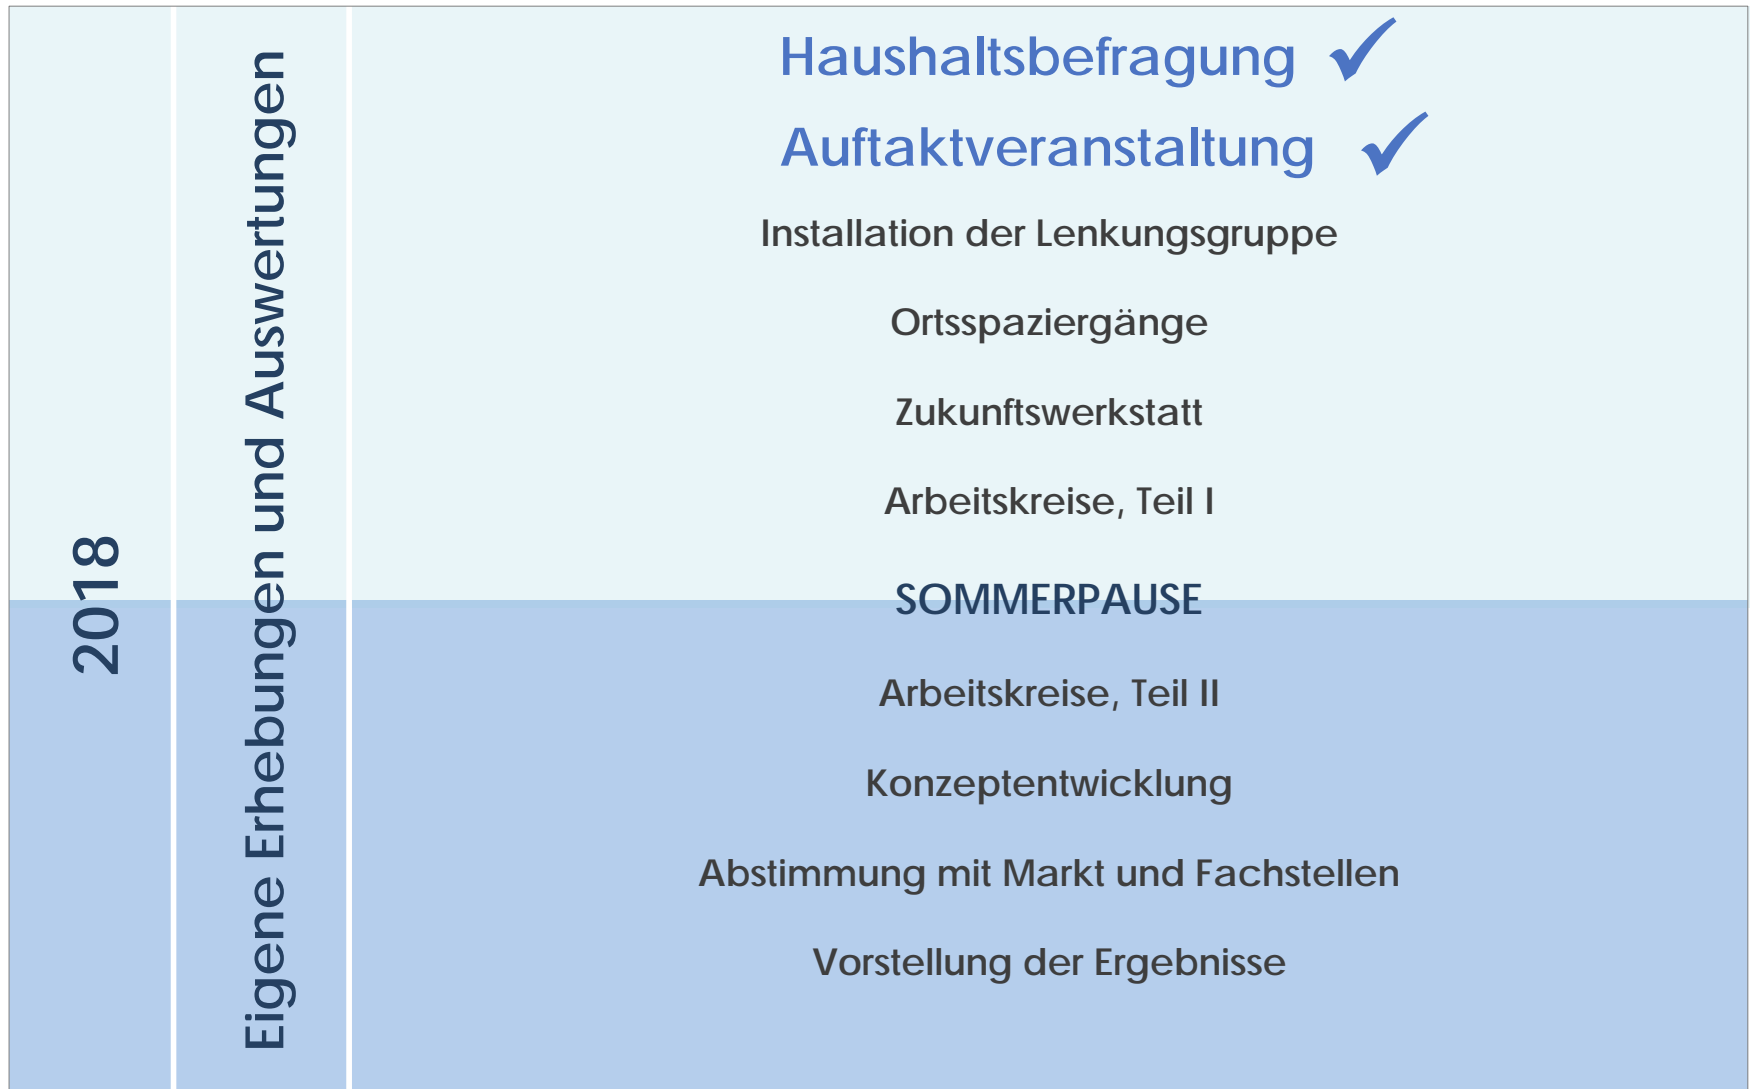 2018
Eigene Erhebungen und Auswertungen
Haushaltsbefragung ✓
Auftaktveranstaltung ✓
Installation der Lenkungsgruppe
Ortsspaziergänge
Zukunftswerkstatt
Arbeitskreise, Teil I
SOMMERPAUSE
Arbeitskreise, Teil II
Konzeptentwicklung
Abstimmung mit Markt und Fachstellen
Vorstellung der Ergebnisse